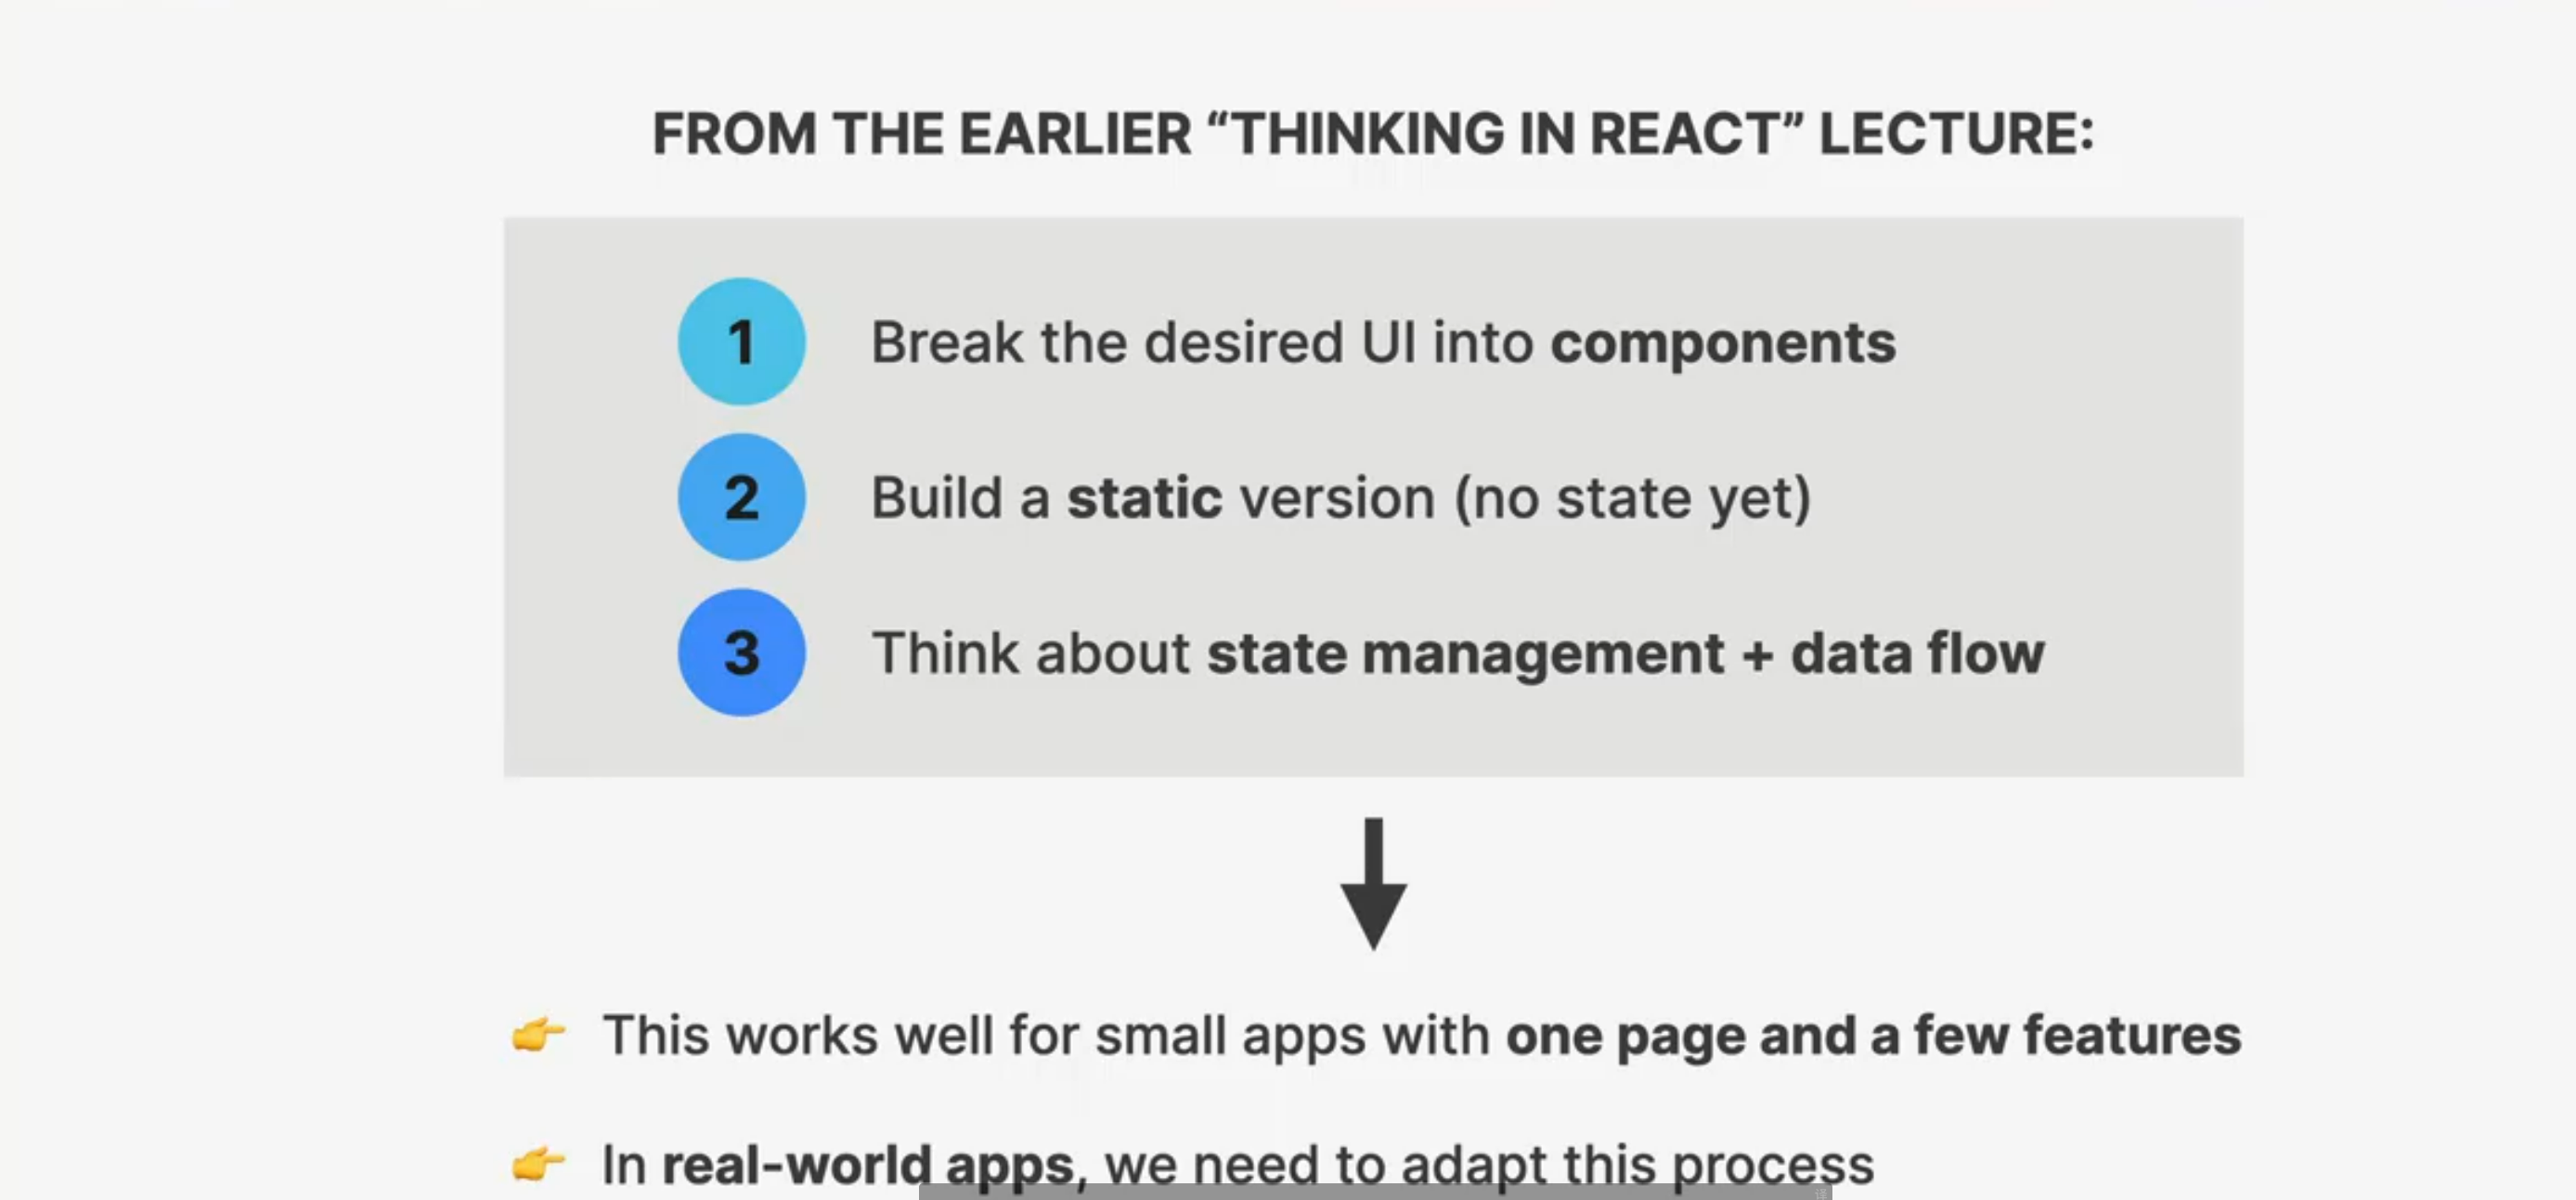 FROM THE EARLIER “THINKING IN REACT” LECTURE:
1 Break the desired UI into components
2 Build a static version (no state yet)
3 Think about state management + data flow
👉 This works well for small apps with one page and a few features
👉 In real-world apps, we need to adapt this process